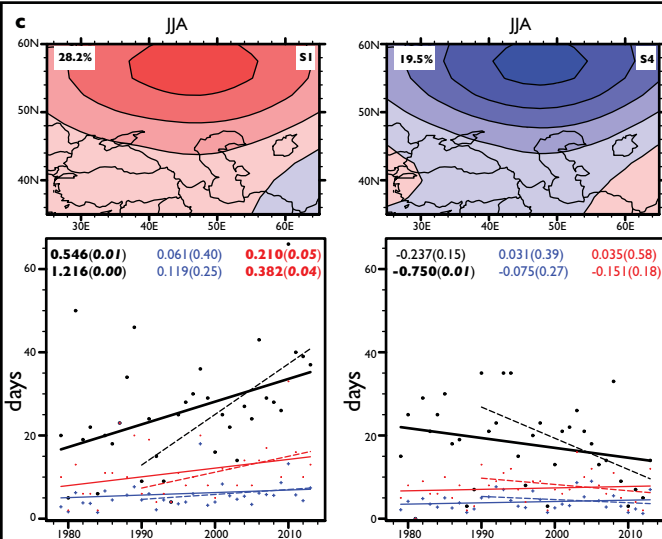 c
JJA
JJA
60N
28.2%
S1
19.5%
S4
50N
50N
40N
40N
30E
40E
50E
60E
30E
40E
50E
60E
0.546(0.01) 0.061(0.40) 0.210(0.05)
1.216(0.00) 0.119(0.25) 0.382(0.04)
-0.237(0.15) 0.031(0.39) 0.035(0.58)
-0.750(0.01) -0.075(0.27) -0.151(0.18)
60
40
20
0
days
60
40
20
0
days
1980
1990
2000
2010
1980
1990
2000
2010
60N